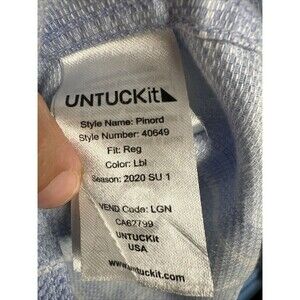 UNTUCKit
Style Name: Pinord
Style Number: 40649
Fit: Reg
Color: Lbl
Season: 2020 SU 1
VEND Code: LGN
CA62799
UNTUCKit
USA
www.untuckit.com